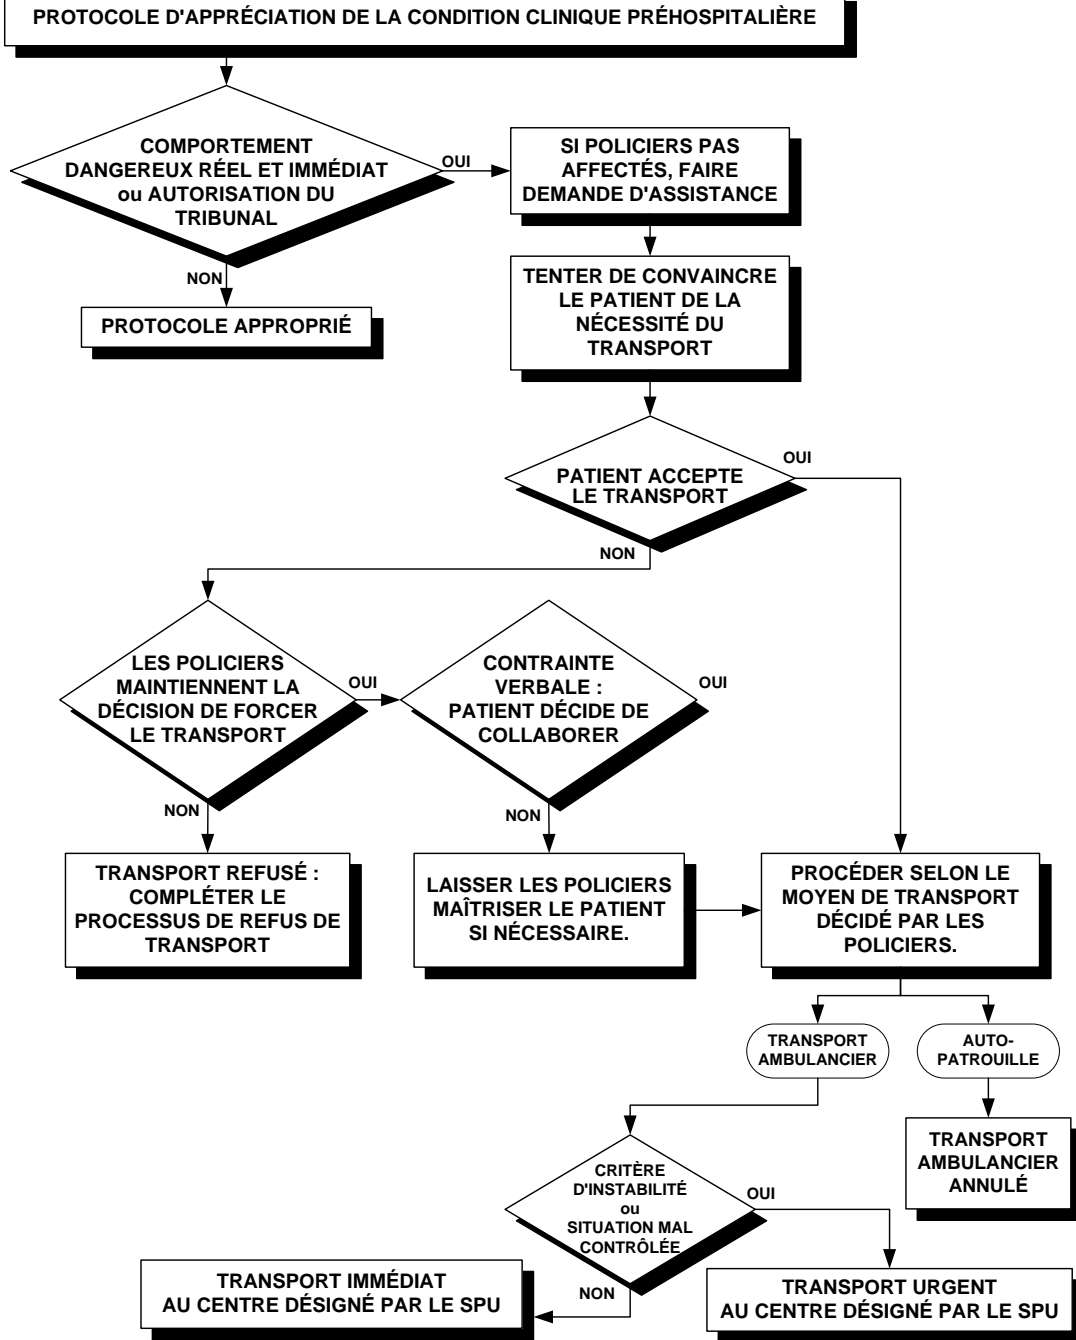 PROTOCOLE D'APPRÉCIATION DE LA CONDITION CLINIQUE PRÉHOSPITALIÈRE
COMPORTEMENT
DANGEREUX RÉEL ET IMMÉDIAT
ou AUTORISATION DU
TRIBUNAL
OUI
SI POLICIERS PAS
AFFECTÉS, FAIRE
DEMANDE D'ASSISTANCE
NON
PROTOCOLE APPROPRIÉ
TENTER DE CONVAINCRE
LE PATIENT DE LA
NÉCESSITÉ DU
TRANSPORT
PATIENT ACCEPTE
LE TRANSPORT
OUI
NON
LES POLICIERS
MAINTIENNENT LA
DÉCISION DE FORCER
LE TRANSPORT
OUI
CONTRAINTE
VERBALE :
PATIENT DÉCIDE DE
COLLABORER
OUI
NON
NON
TRANSPORT REFUSÉ :
COMPLÉTER LE
PROCESSUS DE REFUS DE
TRANSPORT
LAISSER LES POLICIERS
MAÎTRISER LE PATIENT
SI NÉCESSAIRE.
PROCÉDER SELON LE
MOYEN DE TRANSPORT
DÉCIDÉ PAR LES
POLICIERS.
TRANSPORT
AMBULANCIER
AUTO-
PATROUILLE
TRANSPORT
AMBULANCIER
ANNULÉ
CRITÈRE
D'INSTABILITÉ
ou
SITUATION MAL
CONTRÔLÉE
OUI
NON
TRANSPORT IMMÉDIAT
AU CENTRE DÉSIGNÉ PAR LE SPU
TRANSPORT URGENT
AU CENTRE DÉSIGNÉ PAR LE SPU